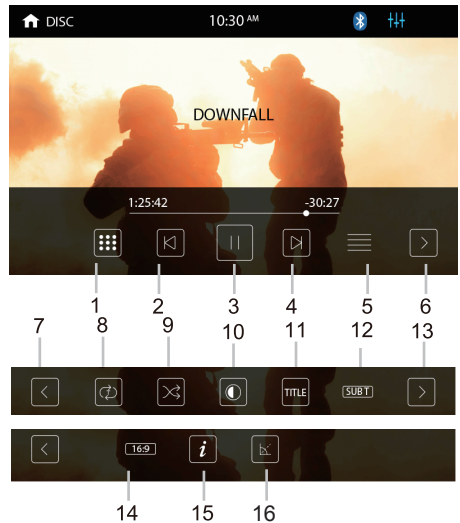 DISC 10:30 AM
DOWNFALL
1:25:42 -30:27
1 2 3 4 5 6
7 8 9 10 11 12 13
TITLE SUB T
16:9 i
14 15 16